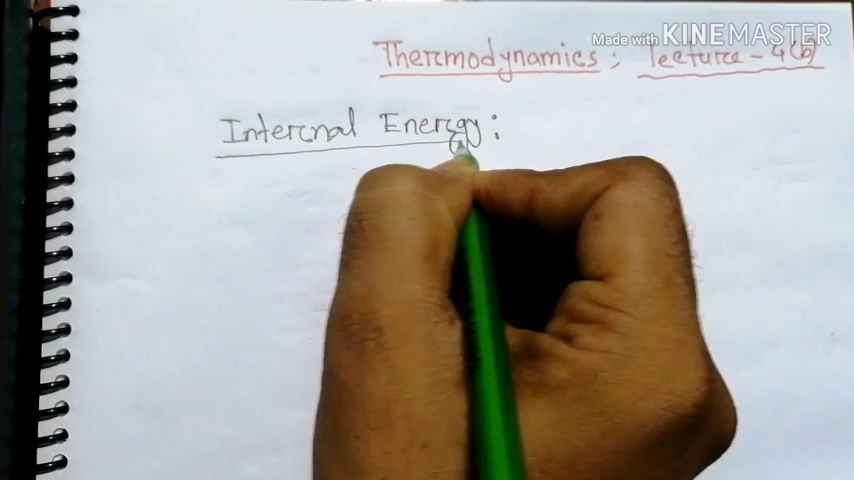 Made with KINEMASTER
Thermodynamics; lecture - 4(b)
Internal Energy: